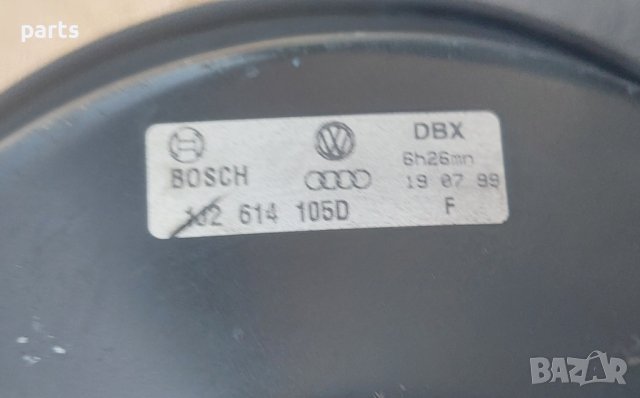 parts
DBX
6h26mn
BOSCH 19 07 99
1J2 614 105D F
BAZAR